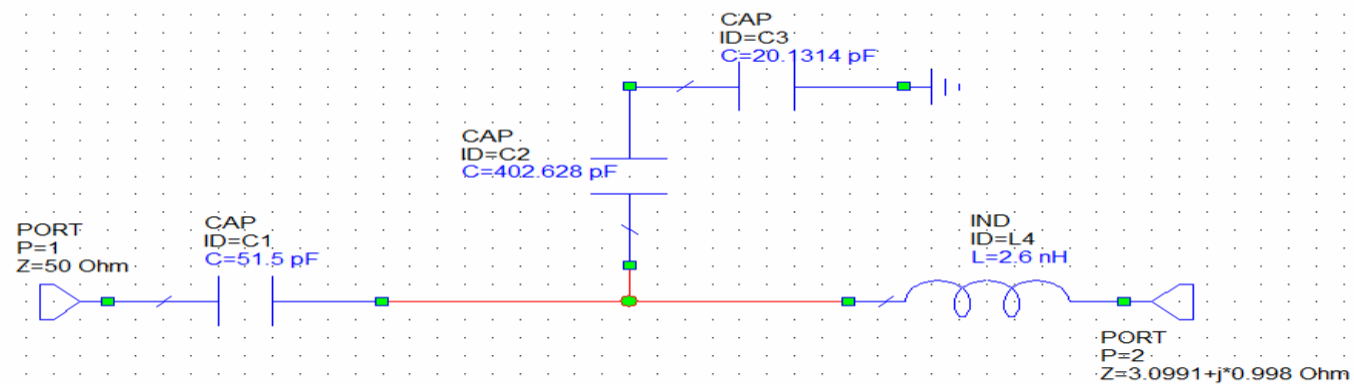 CAP
ID=C3
C=20.1314 pF
CAP
ID=C2
C=402.628 pF
PORT
P=1
Z=50 Ohm
CAP
ID=C1
C=51.5 pF
IND
ID=L4
L=2.6 nH
PORT
P=2
Z=3.0991+j*0.998 Ohm